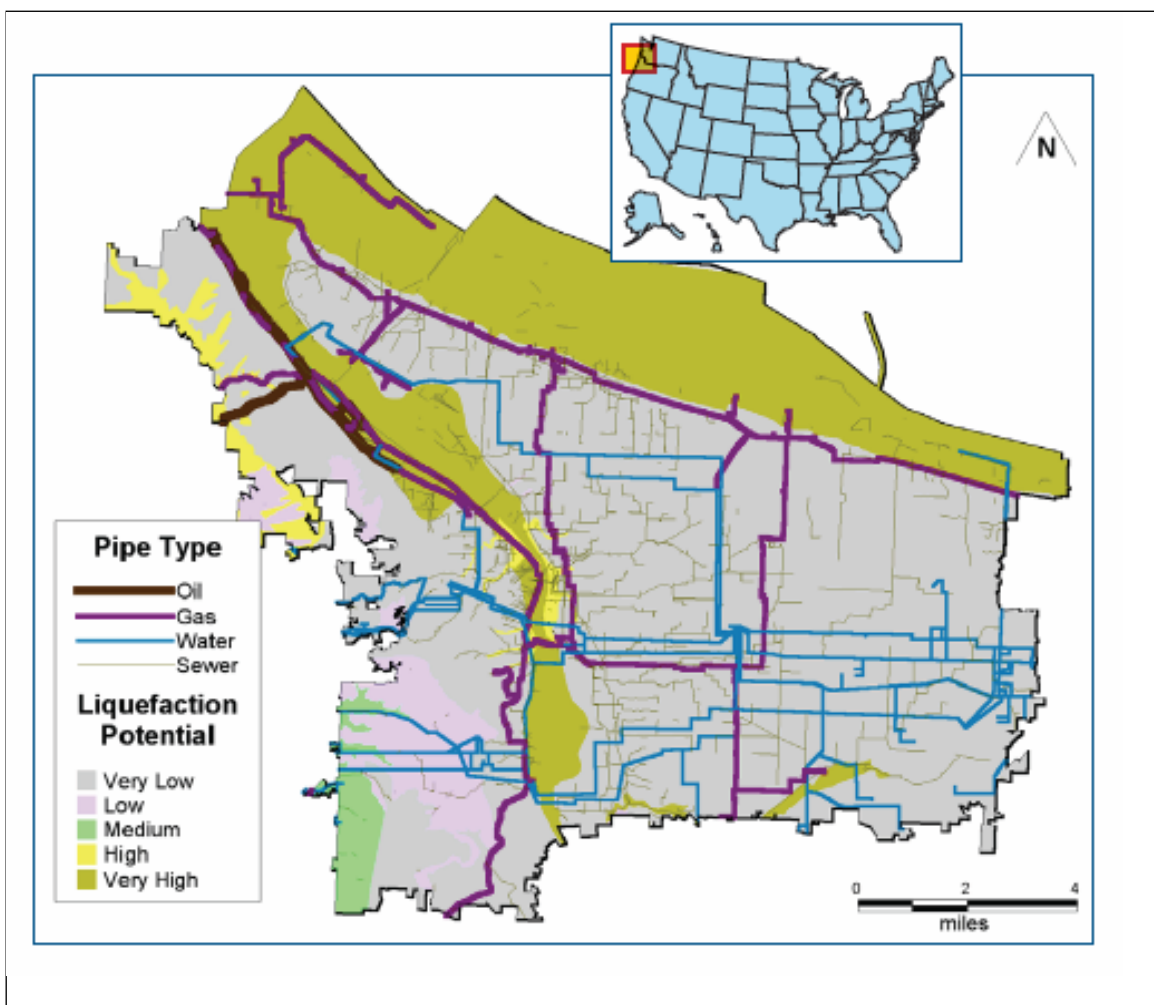 N
Pipe Type
Oil
Gas
Water
Sewer
Liquefaction
Potential
Very Low
Low
Medium
High
Very High
0 2 4
miles